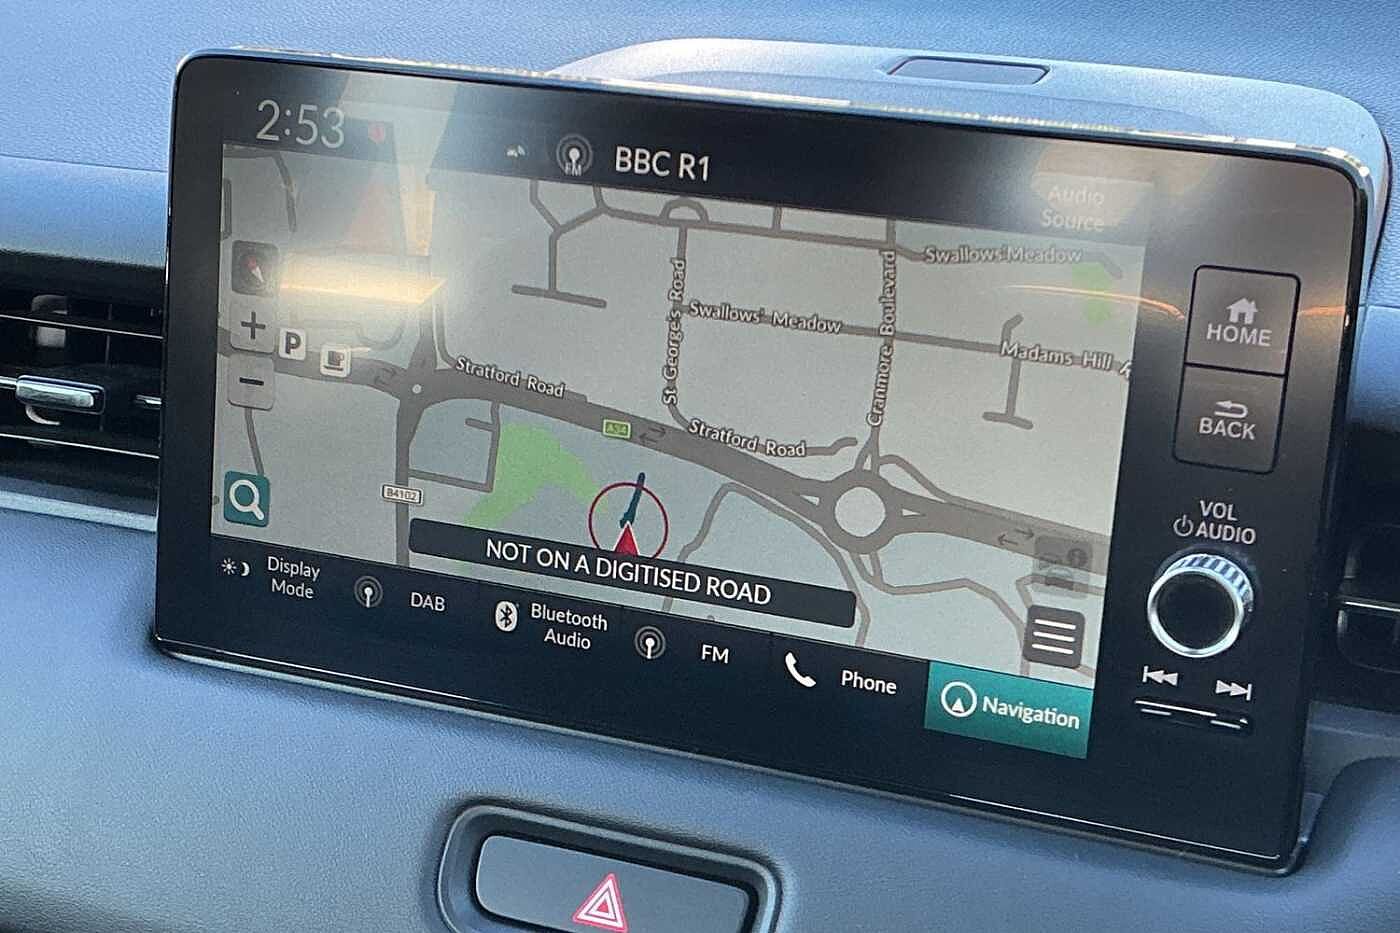 2:53
FM
BBC R1
Audio
Source
Swallows' Meadow
St George's Road
Swallows' Meadow
Cranmore Boulevard
Madams Hill
P
Stratford Road
A34
Stratford Road
B4102
NOT ON A DIGITISED ROAD
Display
Mode
DAB
Bluetooth
Audio
FM
Phone
Navigation
HOME
BACK
VOL
AUDIO